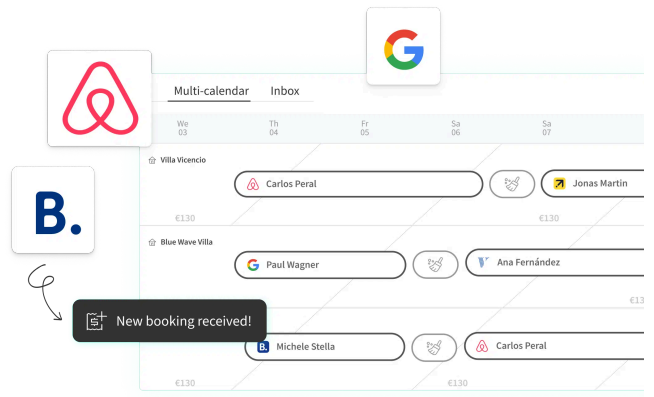 Multi-calendar Inbox
We Th Fr Sa Sa
03 04 05 06 07
Villa Vicencio
Carlos Peral Jonas Martin
€130 €130
B.
Blue Wave Villa
Paul Wagner Ana Fernández
€13
New booking received!
B. Michele Stella Carlos Peral
€130 €130